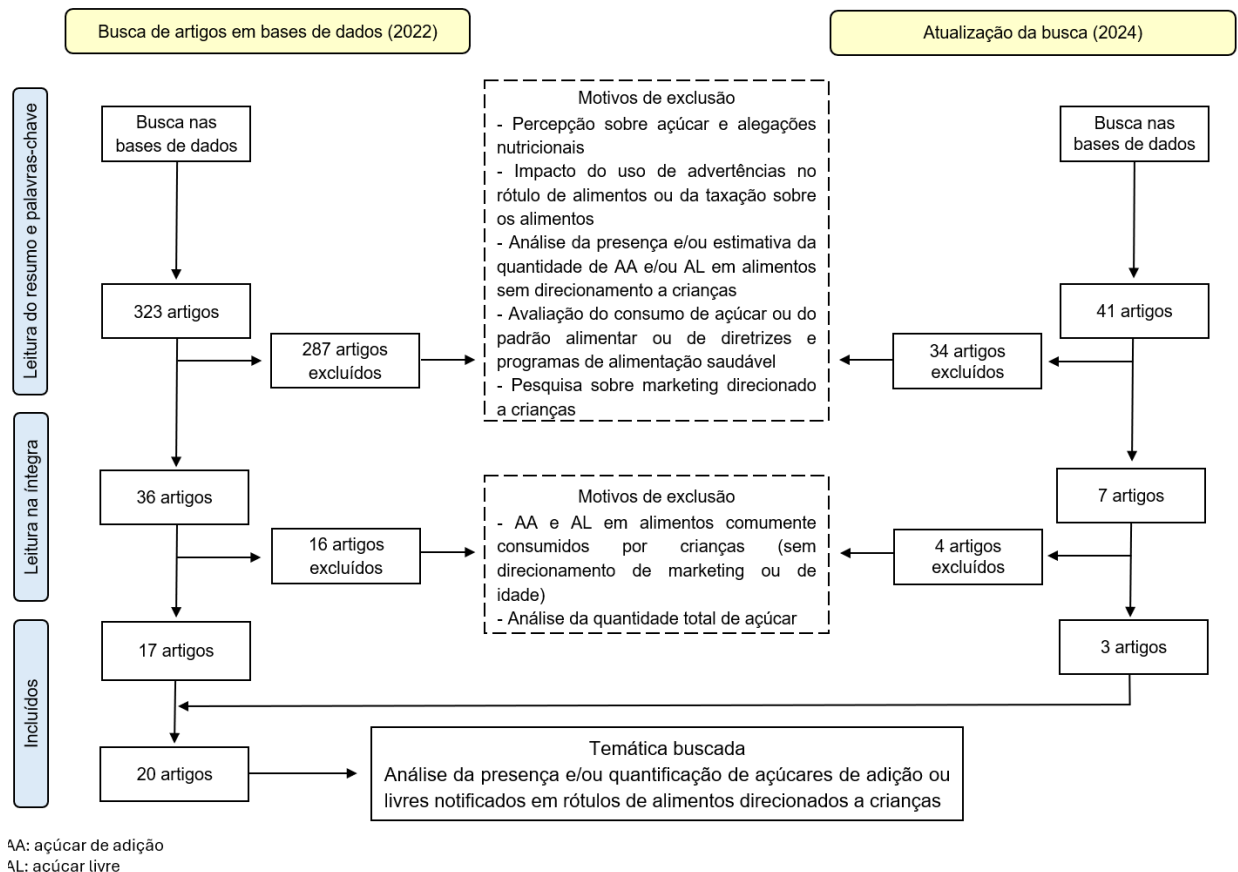 Busca de artigos em bases de dados (2022)
Atualização da busca (2024)
Leitura do resumo e palavras-chave
Busca nas
bases de dados
Motivos de exclusão
- Percepção sobre açúcar e alegações
nutricionais
- Impacto do uso de advertências no
rótulo de alimentos ou da taxação sobre
os alimentos
- Análise da presença e/ou estimativa da
quantidade de AA e/ou AL em alimentos
sem direcionamento a crianças
- Avaliação do consumo de açúcar ou do
padrão alimentar ou de diretrizes e
programas de alimentação saudável
- Pesquisa sobre marketing direcionado
a crianças
Busca nas
bases de dados
323 artigos
41 artigos
287 artigos
excluídos
34 artigos
excluídos
Leitura na íntegra
36 artigos
Motivos de exclusão
- AA e AL em alimentos comumente
consumidos por crianças (sem
direcionamento de marketing ou de
idade)
- Análise da quantidade total de açúcar
7 artigos
16 artigos
excluídos
4 artigos
excluídos
Incluídos
17 artigos
3 artigos
20 artigos
Temática buscada
Análise da presença e/ou quantificação de açúcares de adição ou
livres notificados em rótulos de alimentos direcionados a crianças
AA: açúcar de adição
AL: açúcar livre